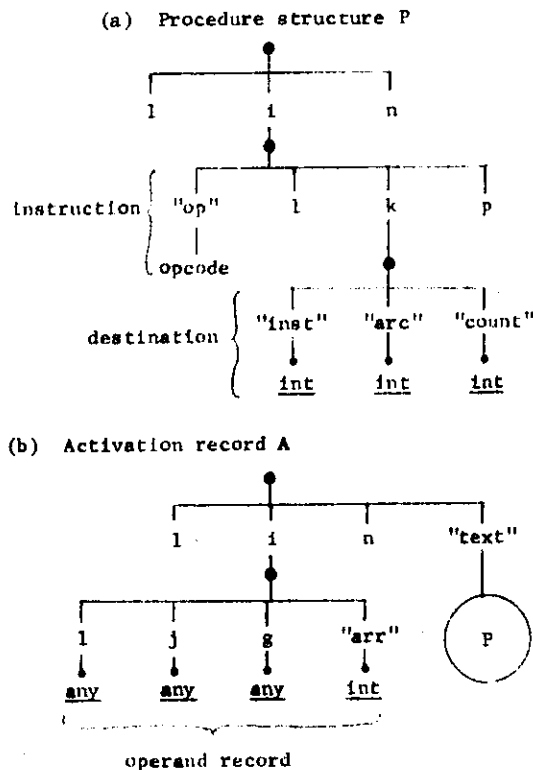 (a) Procedure structure P
1 i n
instruction "op" 1 k p
opcode
destination "inst" "arc" "count"
int int int
(b) Activation record A
1 i n "text"
1 j g "arr" P
any any any int
operand record